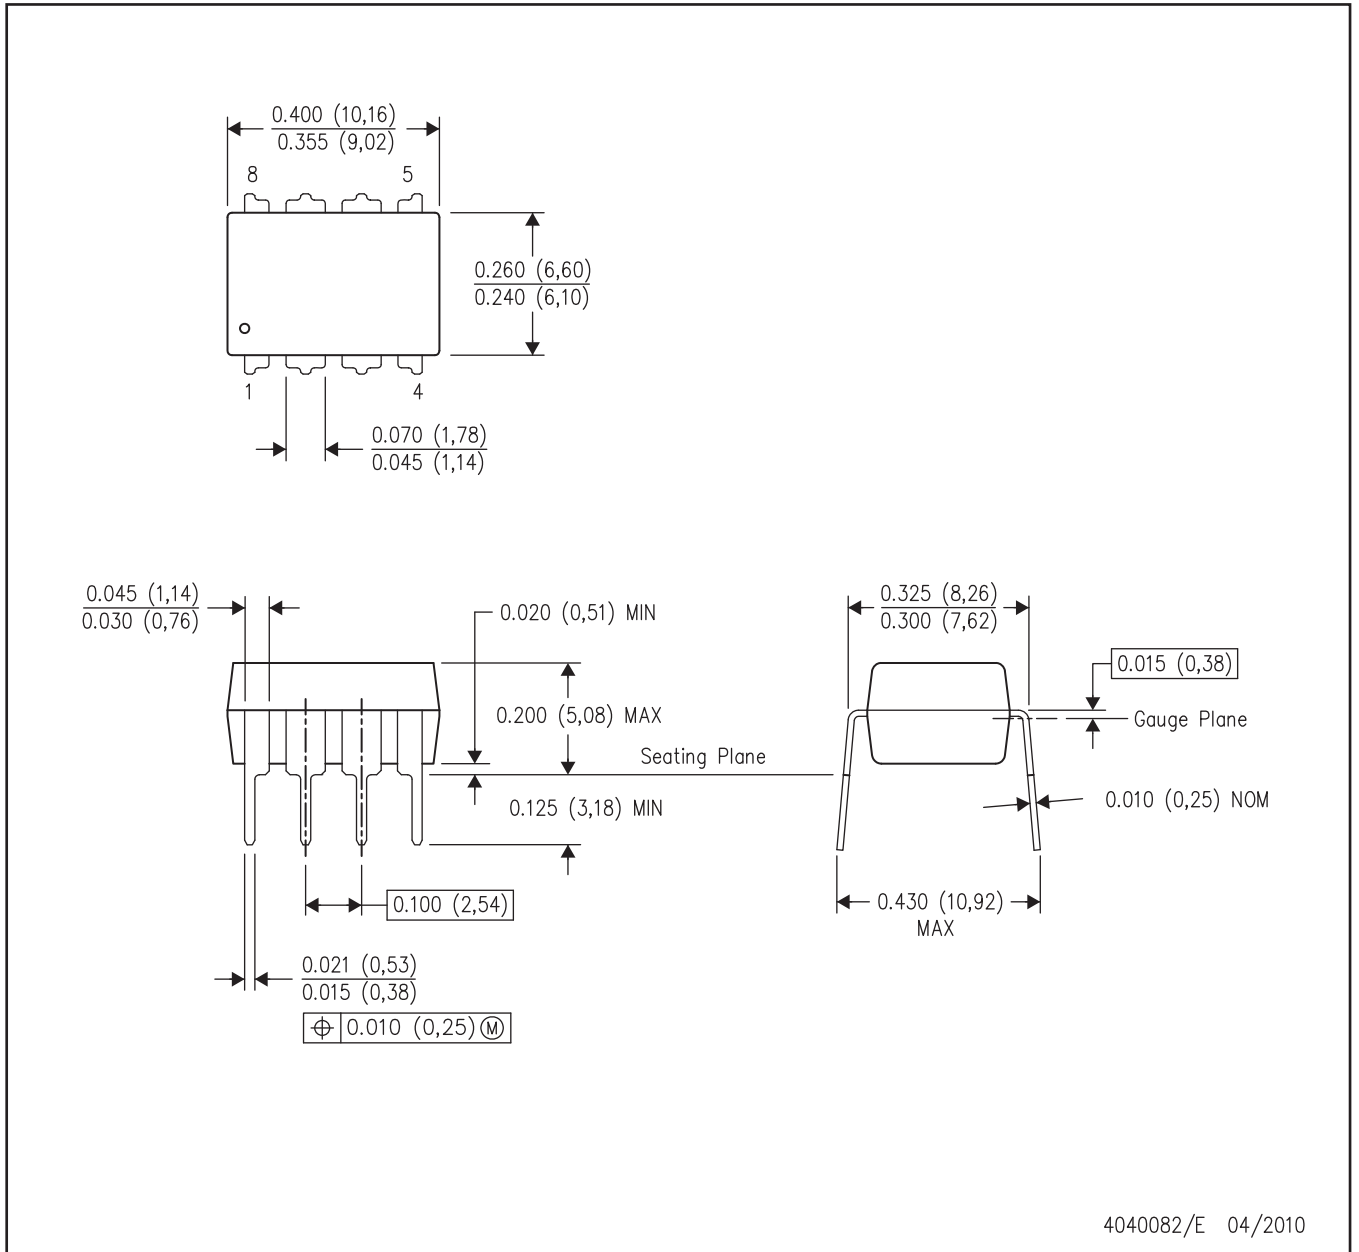 0.400 (10,16)
0.355 (9,02)
8
5
0.260 (6,60)
0.240 (6,10)
1
4
0.070 (1,78)
0.045 (1,14)
0.045 (1,14)
0.030 (0,76)
0.020 (0,51) MIN
0.200 (5,08) MAX
Seating Plane
0.125 (3,18) MIN
0.100 (2,54)
0.021 (0,53)
0.015 (0,38)
⌖ 0.010 (0,25) Ⓜ
0.325 (8,26)
0.300 (7,62)
0.015 (0,38)
Gauge Plane
0.010 (0,25) NOM
0.430 (10,92)
MAX
4040082/E 04/2010